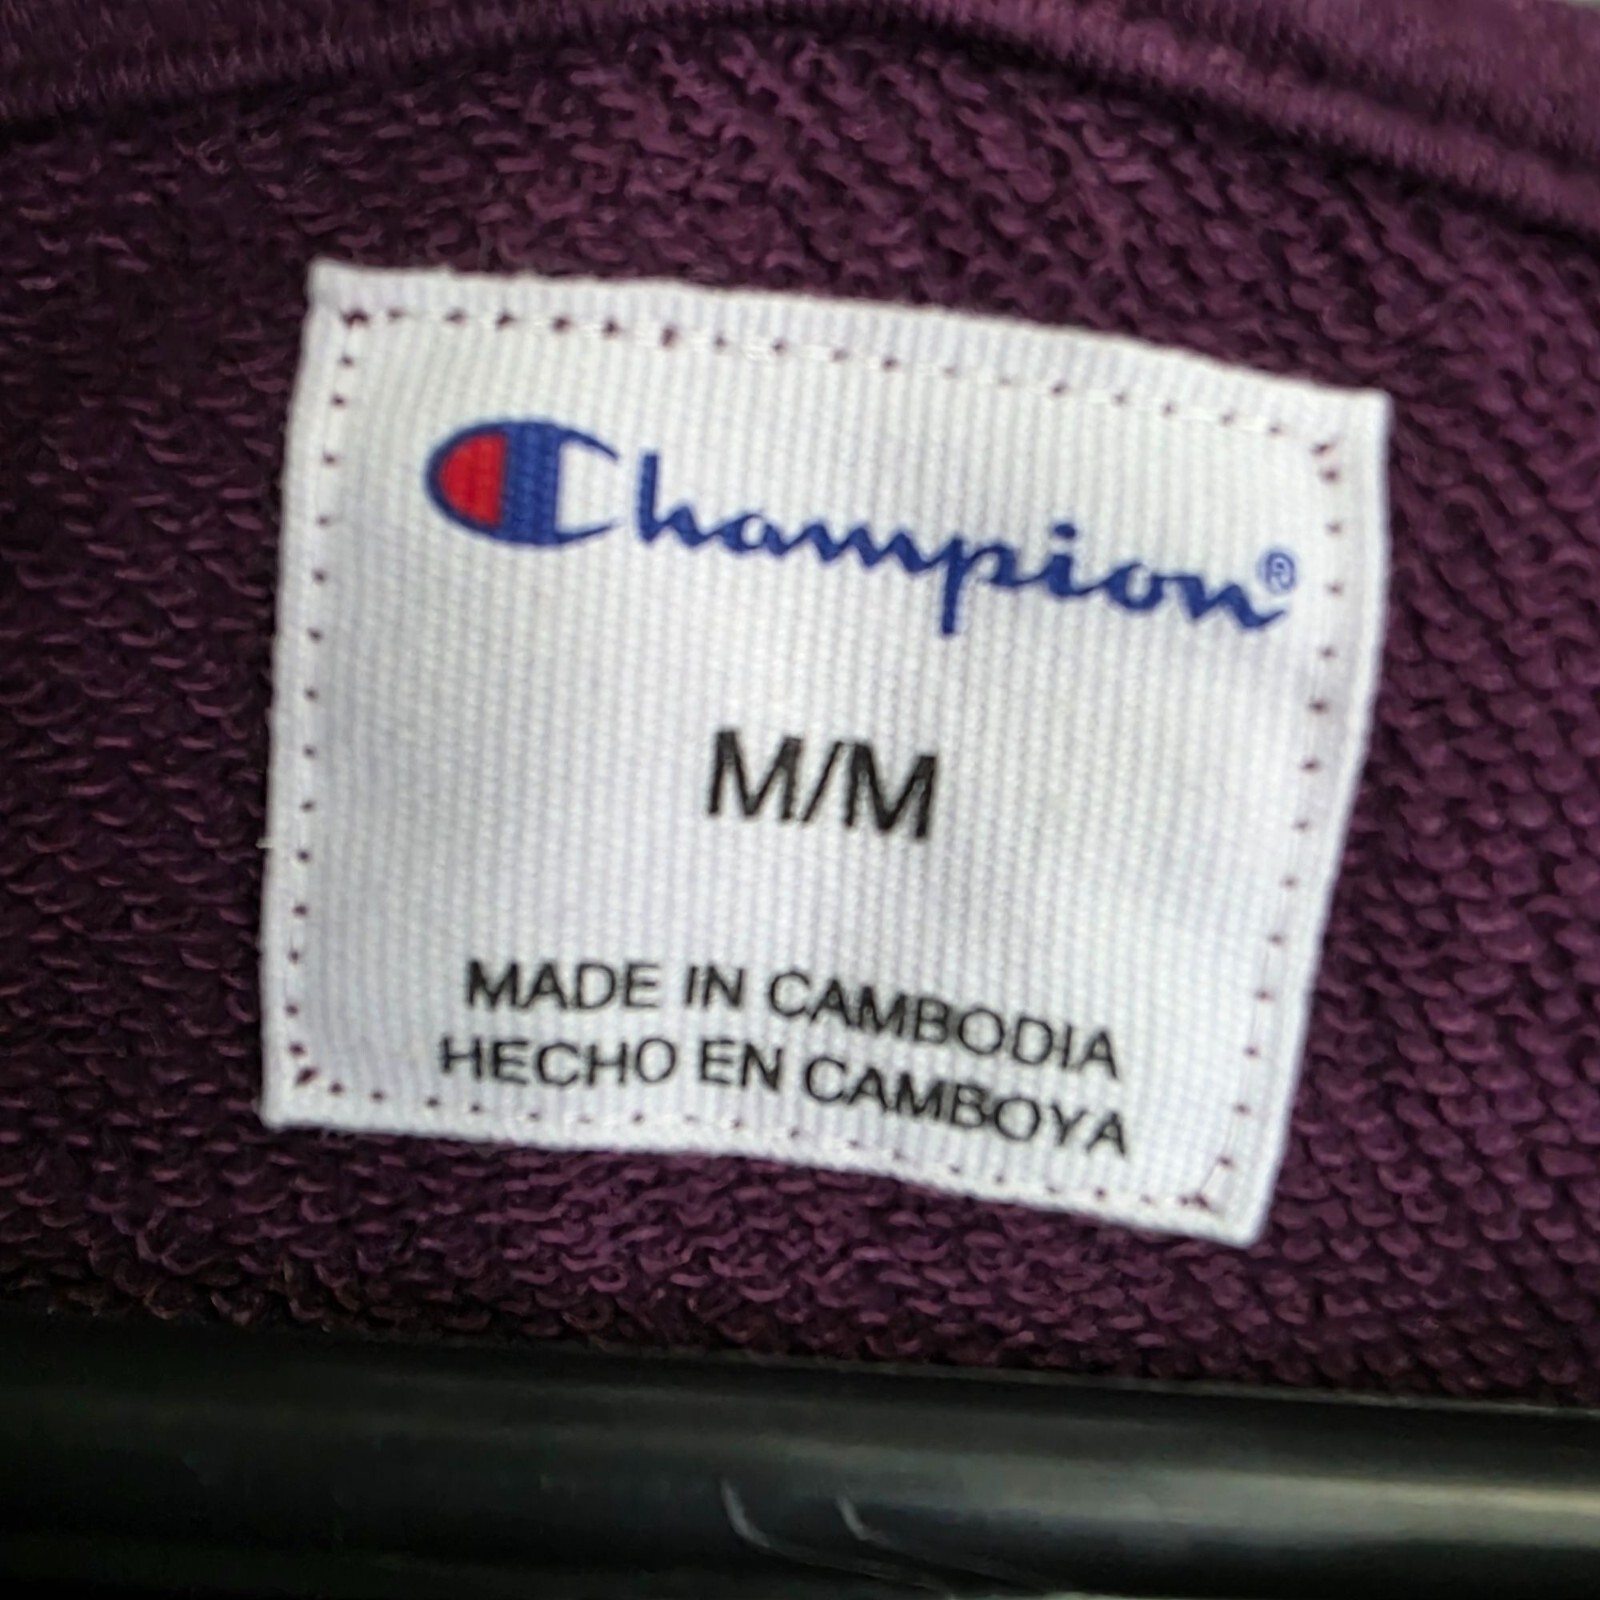 Champion®
M/M
MADE IN CAMBODIA
HECHO EN CAMBOYA